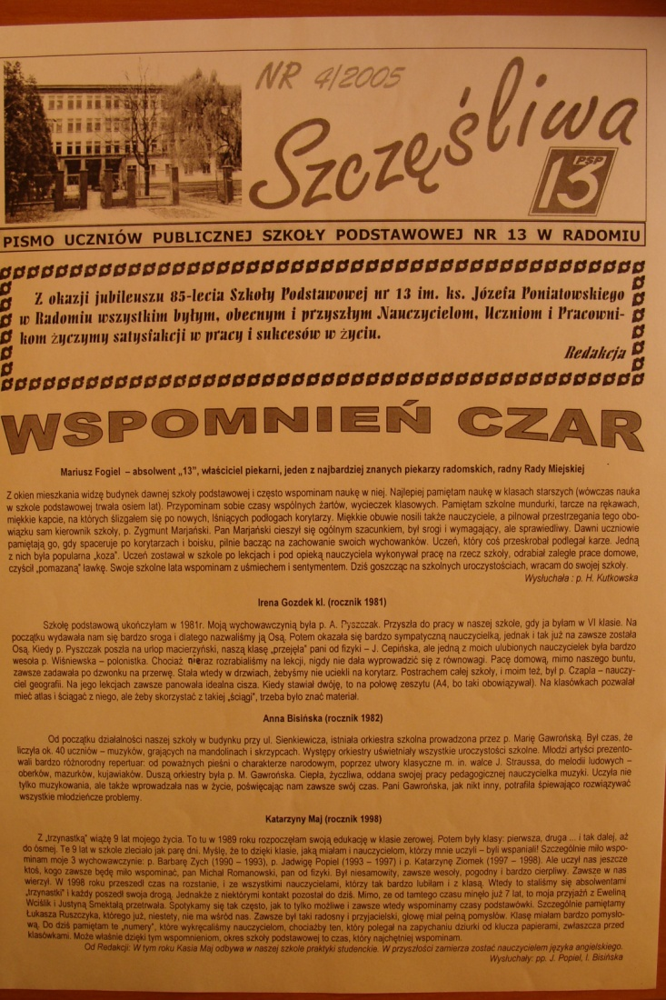 NR 4/2005
Szczęśliwa
PSP
13
PISMO UCZNIÓW PUBLICZNEJ SZKOŁY PODSTAWOWEJ NR 13 W RADOMIU
Z okazji jubileuszu 85-lecia Szkoły Podstawowej nr 13 im. ks. Józefa Poniatowskiego
w Radomiu wszystkim byłym, obecnym i przyszłym Nauczycielom, Uczniom i Pracowni-
kom życzymy satysfakcji w pracy i sukcesów w życiu.
Redakcja
WSPOMNIEŃ CZAR
Mariusz Fogiel – absolwent „13”, właściciel piekarni, jeden z najbardziej znanych piekarzy radomskich, radny Rady Miejskiej
Z okien mieszkania widzę budynek dawnej szkoły podstawowej i często wspominam naukę w niej. Najlepiej pamiętam naukę w klasach starszych (wówczas nauka
w szkole podstawowej trwała osiem lat). Przypominam sobie czasy wspólnych żartów, wycieczek klasowych. Pamiętam szkolne mundurki, tarcze na rękawach,
miękkie kapcie, na których ślizgałem się po nowych, lśniących podłogach korytarzy. Miękkie obuwie nosili także nauczyciele, a pilnował przestrzegania tego obo-
wiązku sam kierownik szkoły, p. Zygmunt Marjański. Pan Marjański cieszył się ogólnym szacunkiem, był srogi i wymagający, ale sprawiedliwy. Dawni uczniowie
pamiętają go, gdy spaceruje po korytarzach i boisku, pilnie bacząc na zachowanie swoich wychowanków. Uczeń, który coś przeskrobał podlegał karze. Jedną
z nich była popularna „koza”. Uczeń zostawał w szkole po lekcjach i pod opieką nauczyciela wykonywał pracę na rzecz szkoły, odrabiał zaległe prace domowe,
czyścił „pomazaną” ławkę. Swoje szkolne lata wspominam z uśmiechem i sentymentem. Dziś goszcząc na szkolnych uroczystościach, wracam do swojej szkoły.
Wysłuchała : p. H. Kutkowska
Irena Gozdek kl. (rocznik 1981)
Szkołę podstawową ukończyłam w 1981r. Moją wychowawczynią była p. A. Pyszczak. Przyszła do pracy w naszej szkole, gdy ja byłam w VI klasie. Na
początku wydawała nam się bardzo sroga i dlatego nazwaliśmy ją Osą. Potem okazała się bardzo sympatyczną nauczycielką, jednak i tak już na zawsze została
Osą. Kiedy p. Pyszczak poszła na urlop macierzyński, naszą klasę “przejęła” pani od fizyki – J. Cepińska, ale jedną z moich ulubionych nauczycielek była bardzo
wesoła p. Wiśniewska – polonistka. Chociaż nieraz rozrabialiśmy na lekcji, nigdy nie dała wyprowadzić się z równowagi. Pacę domową, mimo naszego buntu,
zawsze zadawała po dzwonku na przerwę. Stała wtedy w drzwiach, żebyśmy nie uciekli na korytarz. Postrachem całej szkoły, i moim też, był p. Czapla – nauczy-
ciel geografii. Na jego lekcjach zawsze panowała idealna cisza. Kiedy stawiał dwóję, to na połowę zeszytu (A4, bo taki obowiązywał). Na klasówkach pozwalał
mieć atlas i ściągać z niego, ale żeby skorzystać z takiej „ściągi”, trzeba było znać materiał.
Anna Bisińska (rocznik 1982)
Od początku działalności naszej szkoły w budynku przy ul. Sienkiewicza, istniała orkiestra szkolna prowadzona przez p. Marię Gawrońską. Był czas, że
liczyła ok. 40 uczniów – muzyków, grających na mandolinach i skrzypcach. Występy orkiestry uświetniały wszystkie uroczystości szkolne. Młodzi artyści prezento-
wali bardzo różnorodny repertuar: od poważnych pieśni o charakterze narodowym, poprzez utwory klasyczne m. in. walce J. Straussa, do melodii ludowych –
oberków, mazurków, kujawiaków. Duszą orkiestry była p. M. Gawrońska. Ciepła, życzliwa, oddana swojej pracy pedagogicznej nauczycielka muzyki. Uczyła nie
tylko muzykowania, ale także wprowadzała nas w życie, poświęcając nam zawsze swój czas. Pani Gawrońska, jak nikt inny, potrafiła śpiewająco rozwiązywać
wszystkie młodzieńcze problemy.
Katarzyny Maj (rocznik 1998)
Z „trzynastką” wiążę 9 lat mojego życia. To tu w 1989 roku rozpoczęłam swoją edukację w klasie zerowej. Potem były klasy: pierwsza, druga ... i tak dalej, aż
do ósmej. Te 9 lat w szkole zleciało jak parę dni. Myślę, że to dzięki klasie, jaką miałam i nauczycielom, którzy mnie uczyli – byli wspaniali! Szczególnie miło wspo-
minam moje 3 wychowawczynie: p. Barbarę Zych (1990 – 1993), p. Jadwigę Popiel (1993 – 1997) i p. Katarzynę Ziomek (1997 – 1998). Ale uczył nas jeszcze
ktoś, kogo zawsze będę miło wspominać, pan Michał Romanowski, pan od fizyki. Był niesamowity, zawsze wesoły, pogodny i bardzo cierpliwy. Zawsze w nas
wierzył. W 1998 roku przeszedł czas na rozstanie, i ze wszystkimi nauczycielami, którzy tak bardzo lubiłam i z klasą. Wtedy to staliśmy się absolwentami
„trzynastki” i każdy poszedł swoja drogą. Jednakże z niektórymi kontakt pozostał do dziś. Mimo, ze od tamtego czasu minęło już 7 lat, to moja przyjaźń z Eweliną
Wciślik i Justyną Smektałą przetrwała. Spotykamy się tak często, jak to tylko możliwe i zawsze wtedy wspominamy czasy podstawówki. Szczególnie pamiętamy
Łukasza Ruszczyka, którego już, niestety, nie ma wśród nas. Zawsze był taki radosny i przyjacielski, głowę miał pełną pomysłów. Klasę miałam bardzo pomysło-
wą. Do dziś pamiętam te „numery”, które wykręcaliśmy nauczycielom, chociażby ten, który polegał na zapychaniu dziurki od klucza papierami, zwłaszcza przed
klasówkami. Może właśnie dzięki tym wspomnieniom, okres szkoły podstawowej to czas, który najchętniej wspominam.
Od Redakcji: W tym roku Kasia Maj odbywa w naszej szkole praktyki studenckie. W przyszłości zamierza zostać nauczycielem języka angielskiego.
Wysłuchały: pp. J. Popiel, I. Bisińska